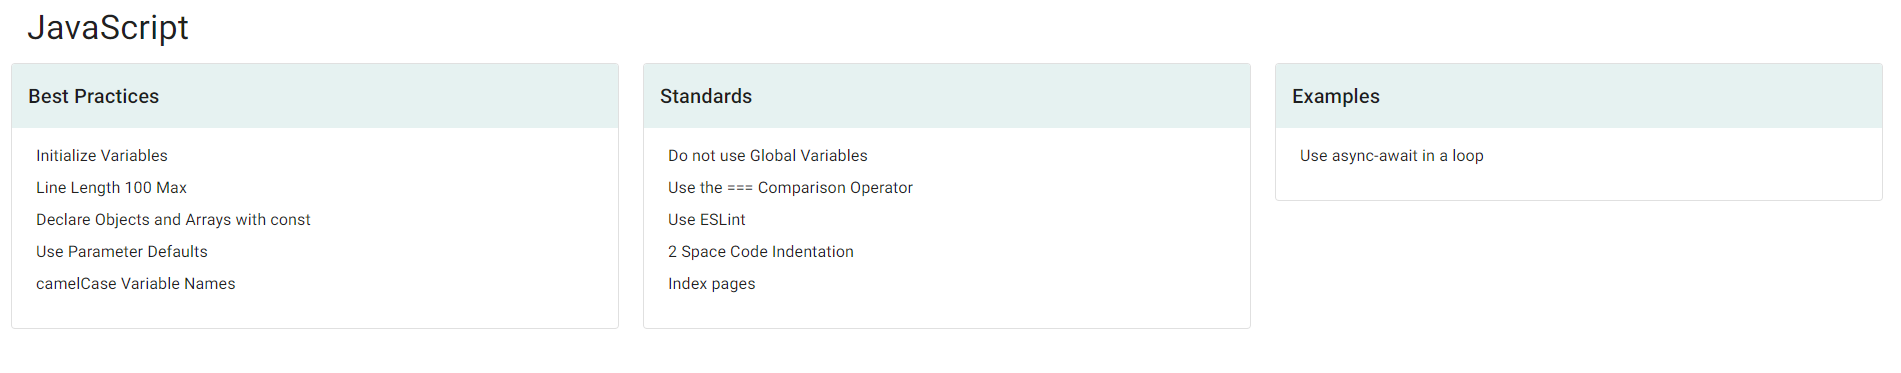 JavaScript
Best Practices
Initialize Variables
Line Length 100 Max
Declare Objects and Arrays with const
Use Parameter Defaults
camelCase Variable Names
Standards
Do not use Global Variables
Use the === Comparison Operator
Use ESLint
2 Space Code Indentation
Index pages
Examples
Use async-await in a loop